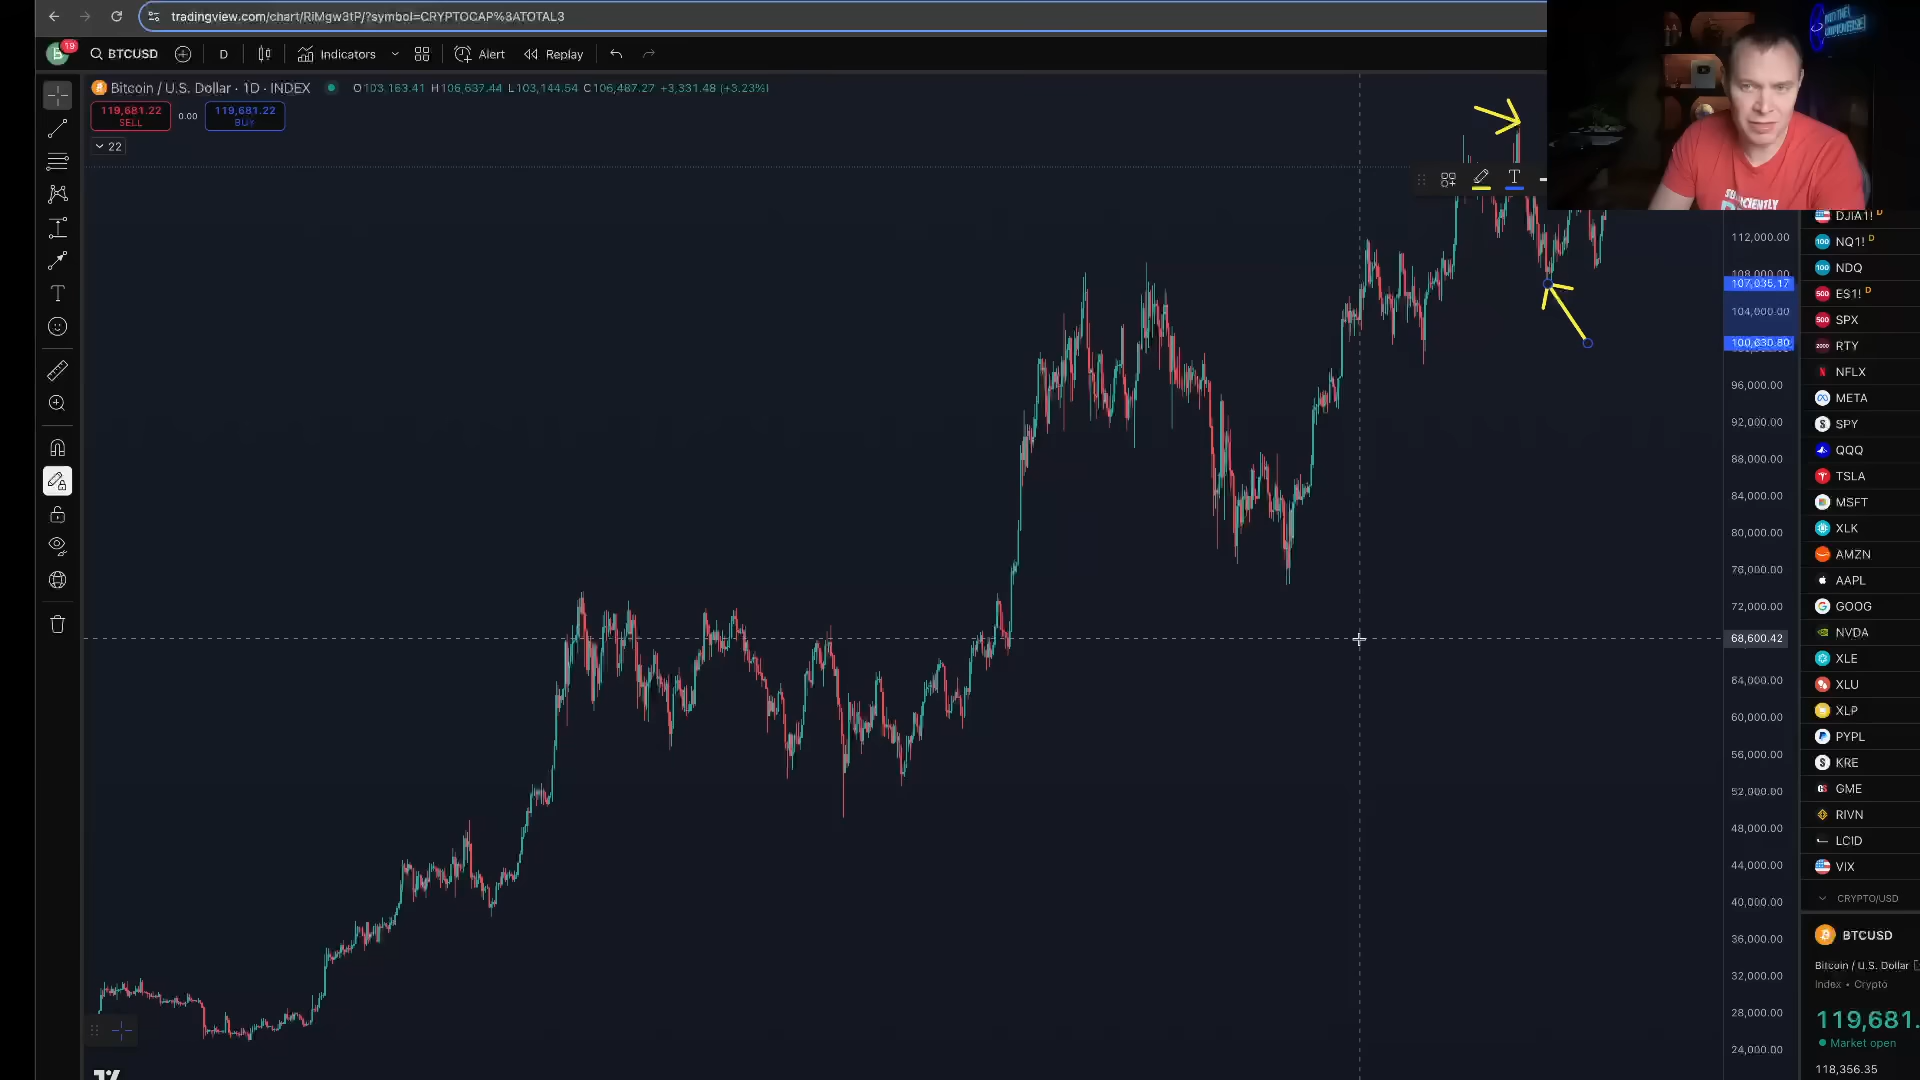 tradingview.com/chart/RiMgw3tP/?symbol=CRYPTOCAP%3ATOTAL3
19
BTCUSD
D
Indicators
Alert
Replay
Bitcoin / U.S. Dollar · 1D · INDEX
O103,163.41 H106,637.44 L103,144.54 C106,487.27 +3,331.48 (+3.23%)
119,681.22
SELL
0.00
119,681.22
BUY
22
112,000.00
108,000.00
107,035.17
104,000.00
100,630.80
96,000.00
92,000.00
88,000.00
84,000.00
80,000.00
76,000.00
72,000.00
68,600.42
64,000.00
60,000.00
56,000.00
52,000.00
48,000.00
44,000.00
40,000.00
36,000.00
32,000.00
28,000.00
24,000.00
DJIA1! D
NQ1! D
NDQ
ES1! D
SPX
RTY
NFLX
META
SPY
QQQ
TSLA
MSFT
XLK
AMZN
AAPL
GOOG
NVDA
XLE
XLU
XLP
PYPL
KRE
GME
RIVN
LCID
VIX
CRYPTO/USD
BTCUSD
Bitcoin / U.S. Dollar
Index • Crypto
119,681.
Market open
118,356.35